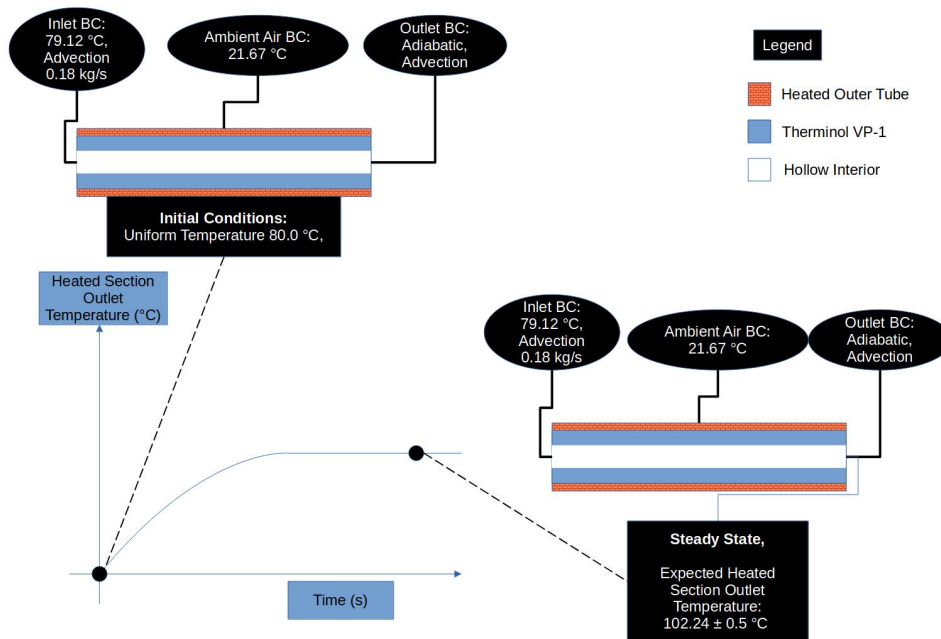 Inlet BC:
79.12 °C,
Advection
0.18 kg/s
Ambient Air BC:
21.67 °C
Outlet BC:
Adiabatic,
Advection
Legend
Heated Outer Tube
Therminol VP-1
Hollow Interior
Initial Conditions:
Uniform Temperature 80.0 °C,
Heated Section
Outlet
Temperature (°C)
Inlet BC:
79.12 °C,
Advection
0.18 kg/s
Ambient Air BC:
21.67 °C
Outlet BC:
Adiabatic,
Advection
Steady State,
Expected Heated
Section Outlet
Temperature:
102.24 ± 0.5 °C
Time (s)